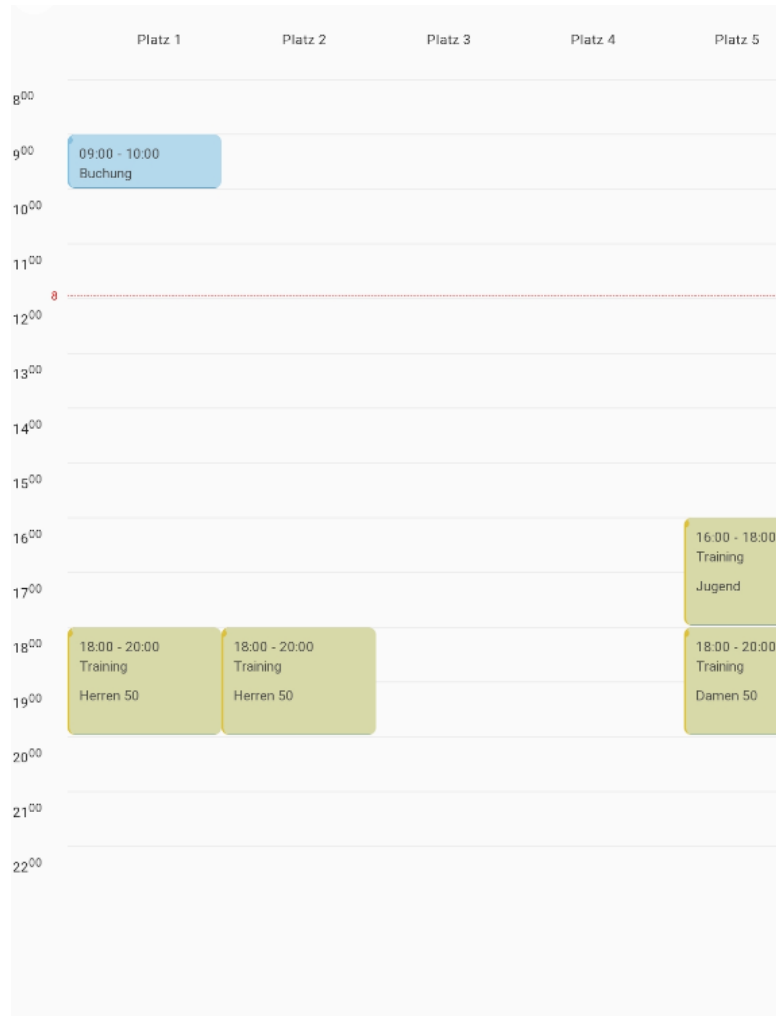 Platz 1 Platz 2 Platz 3 Platz 4 Platz 5
8⁰⁰
9⁰⁰
09:00 - 10:00
Buchung
10⁰⁰
11⁰⁰
8
12⁰⁰
13⁰⁰
14⁰⁰
15⁰⁰
16⁰⁰
16:00 - 18:00
Training
Jugend
17⁰⁰
18⁰⁰
18:00 - 20:00 18:00 - 20:00 18:00 - 20:00
Training Training Training
Herren 50 Herren 50 Damen 50
19⁰⁰
20⁰⁰
21⁰⁰
22⁰⁰